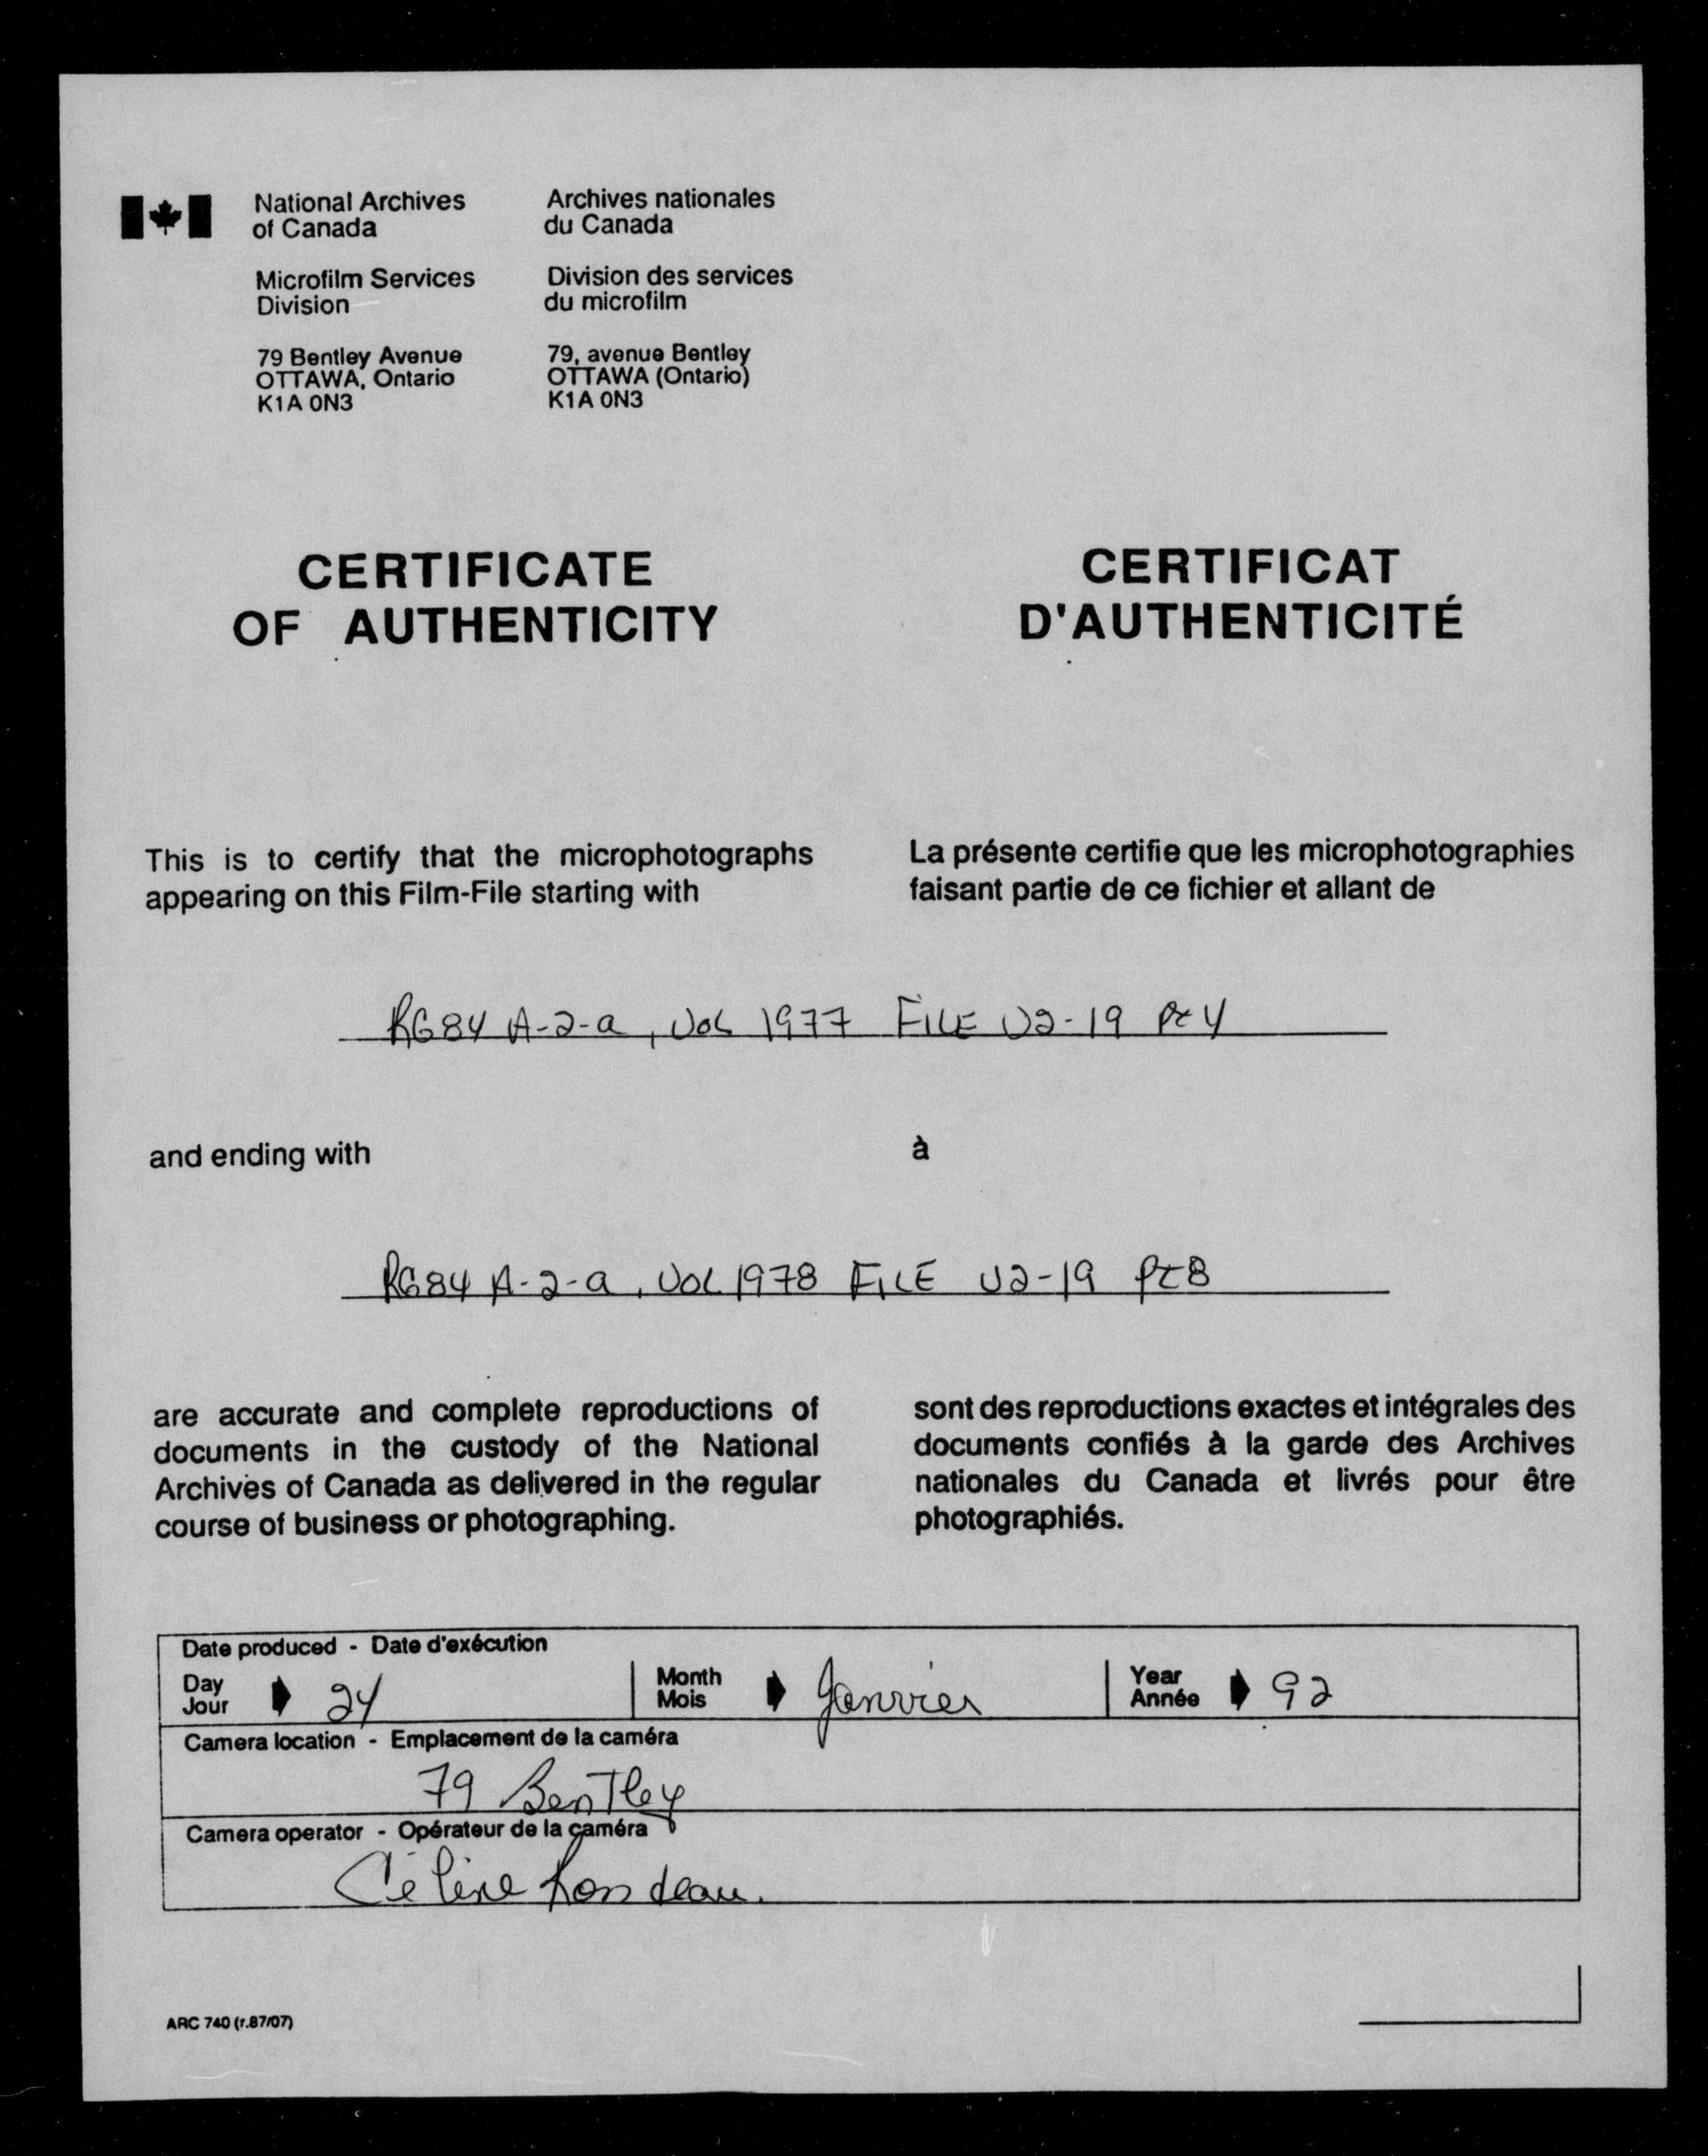 National Archives
of Canada
Archives nationales
du Canada
Microfilm Services
Division
Division des services
du microfilm
79 Bentley Avenue
OTTAWA, Ontario
K1A 0N3
79, avenue Bentley
OTTAWA (Ontario)
K1A 0N3
CERTIFICATE
OF AUTHENTICITY
CERTIFICAT
D'AUTHENTICITÉ
This is to certify that the microphotographs
appearing on this Film-File starting with
La présente certifie que les microphotographies
faisant partie de ce fichier et allant de
RG84 A-2-a, Vol 1977 FILE U2-19 Pt 4
and ending with
à
RG84 A-2-a, Vol 1978 FILE U2-19 Pt 8
are accurate and complete reproductions of
documents in the custody of the National
Archives of Canada as delivered in the regular
course of business or photographing.
sont des reproductions exactes et intégrales des
documents confiés à la garde des Archives
nationales du Canada et livrés pour être
photographiés.
Date produced - Date d'exécution
Day
Jour
24
Month
Mois
Janvier
Year
Année
92
Camera location - Emplacement de la caméra
79 Bentley
Camera operator - Opérateur de la caméra
Céline Rondeau.
ARC 740 (r.87/07)